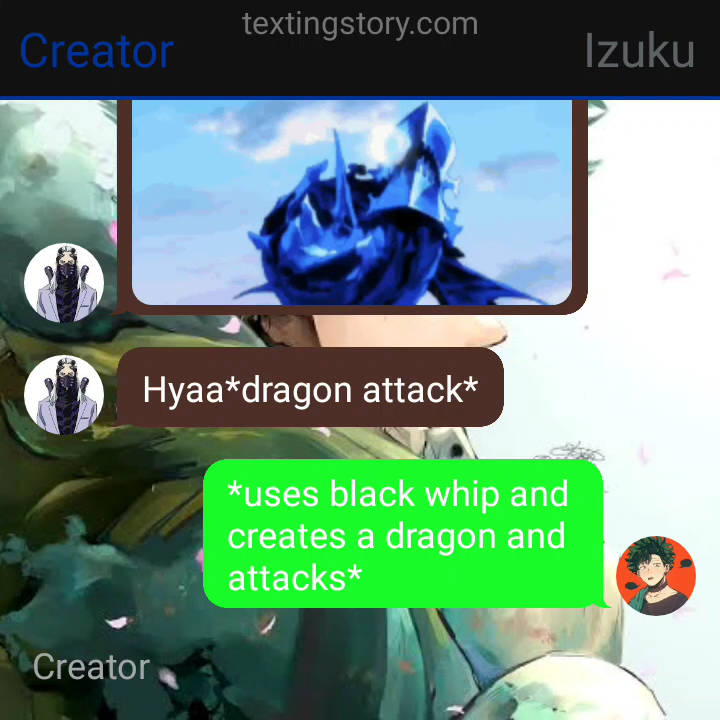 textingstory.com
Creator
Izuku
Hyaa*dragon attack*
*uses black whip and
creates a dragon and
attacks*
Creator